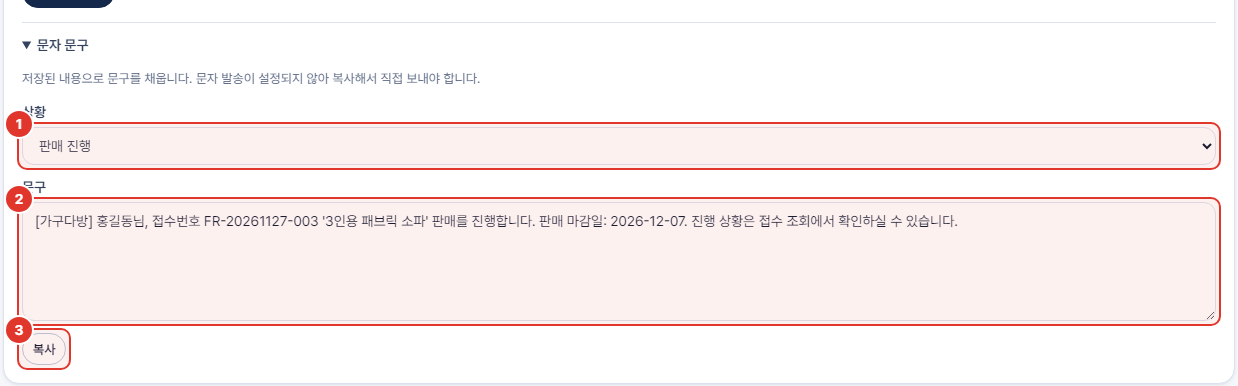 ▼ 문자 문구
저장된 내용으로 문구를 채웁니다. 문자 발송이 설정되지 않아 복사해서 직접 보내야 합니다.
상황
1
판매 진행
문구
2
[가구다방] 홍길동님, 접수번호 FR-20261127-003 '3인용 패브릭 소파' 판매를 진행합니다. 판매 마감일: 2026-12-07. 진행 상황은 접수 조회에서 확인하실 수 있습니다.
3
복사